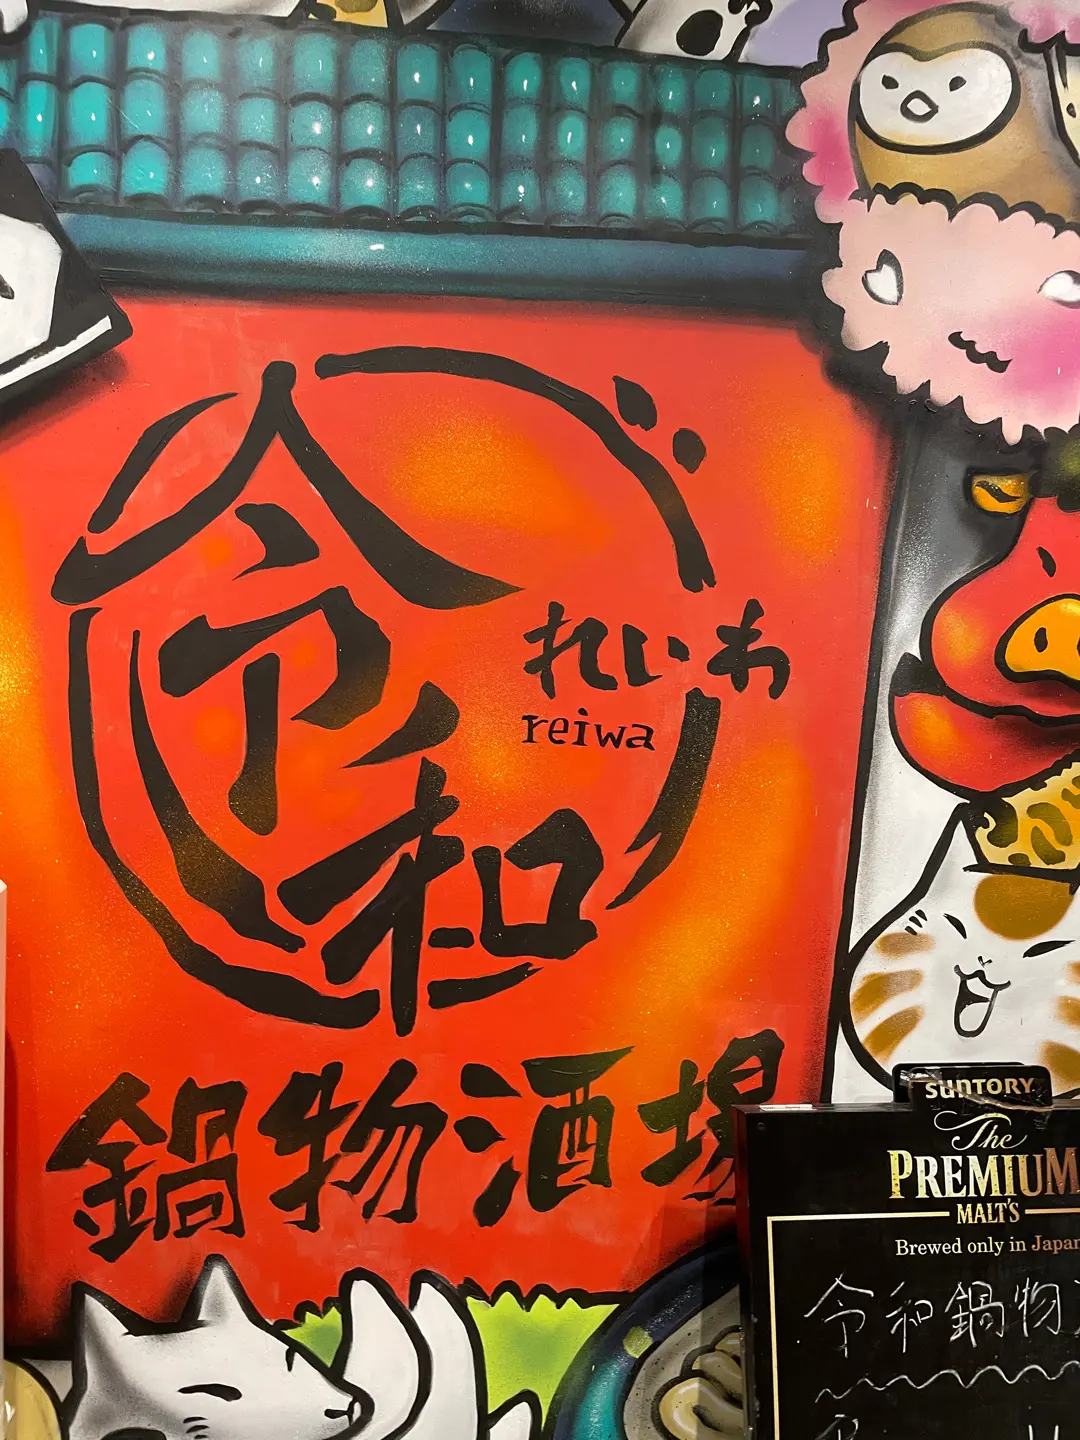 令和
れいわ
reiwa
鍋物酒場
SUNTORY
The
PREMIUM
MALT'S
Brewed only in Japan
令和鍋物